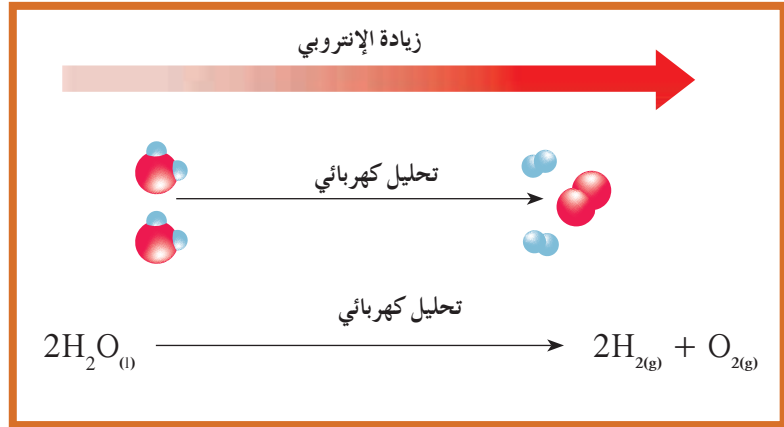 زيادة الإنتروبي
تحليل كهربائي
تحليل كهربائي
2H₂O(l) 2H₂(g) + O₂(g)